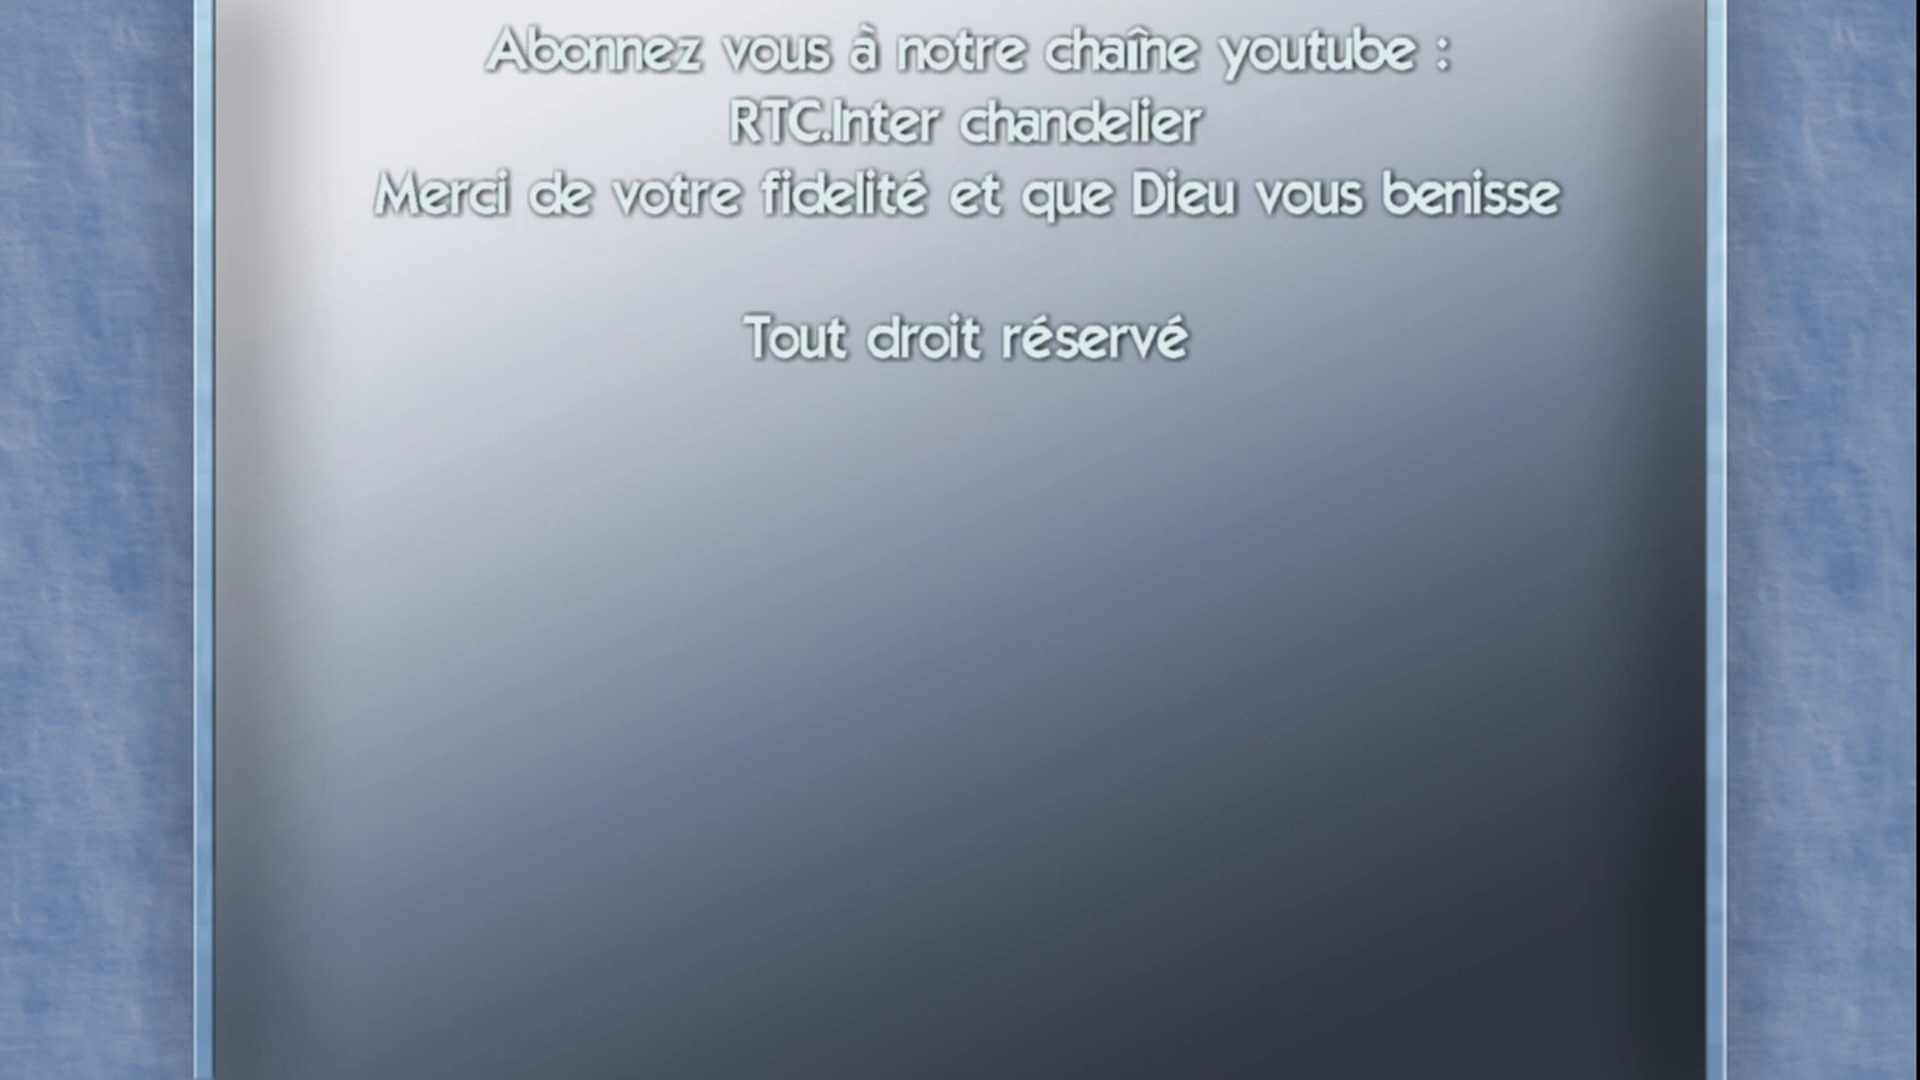 Abonnez vous à notre chaîne youtube :
RTC.Inter chandelier
Merci de votre fidelité et que Dieu vous benisse
Tout droit réservé